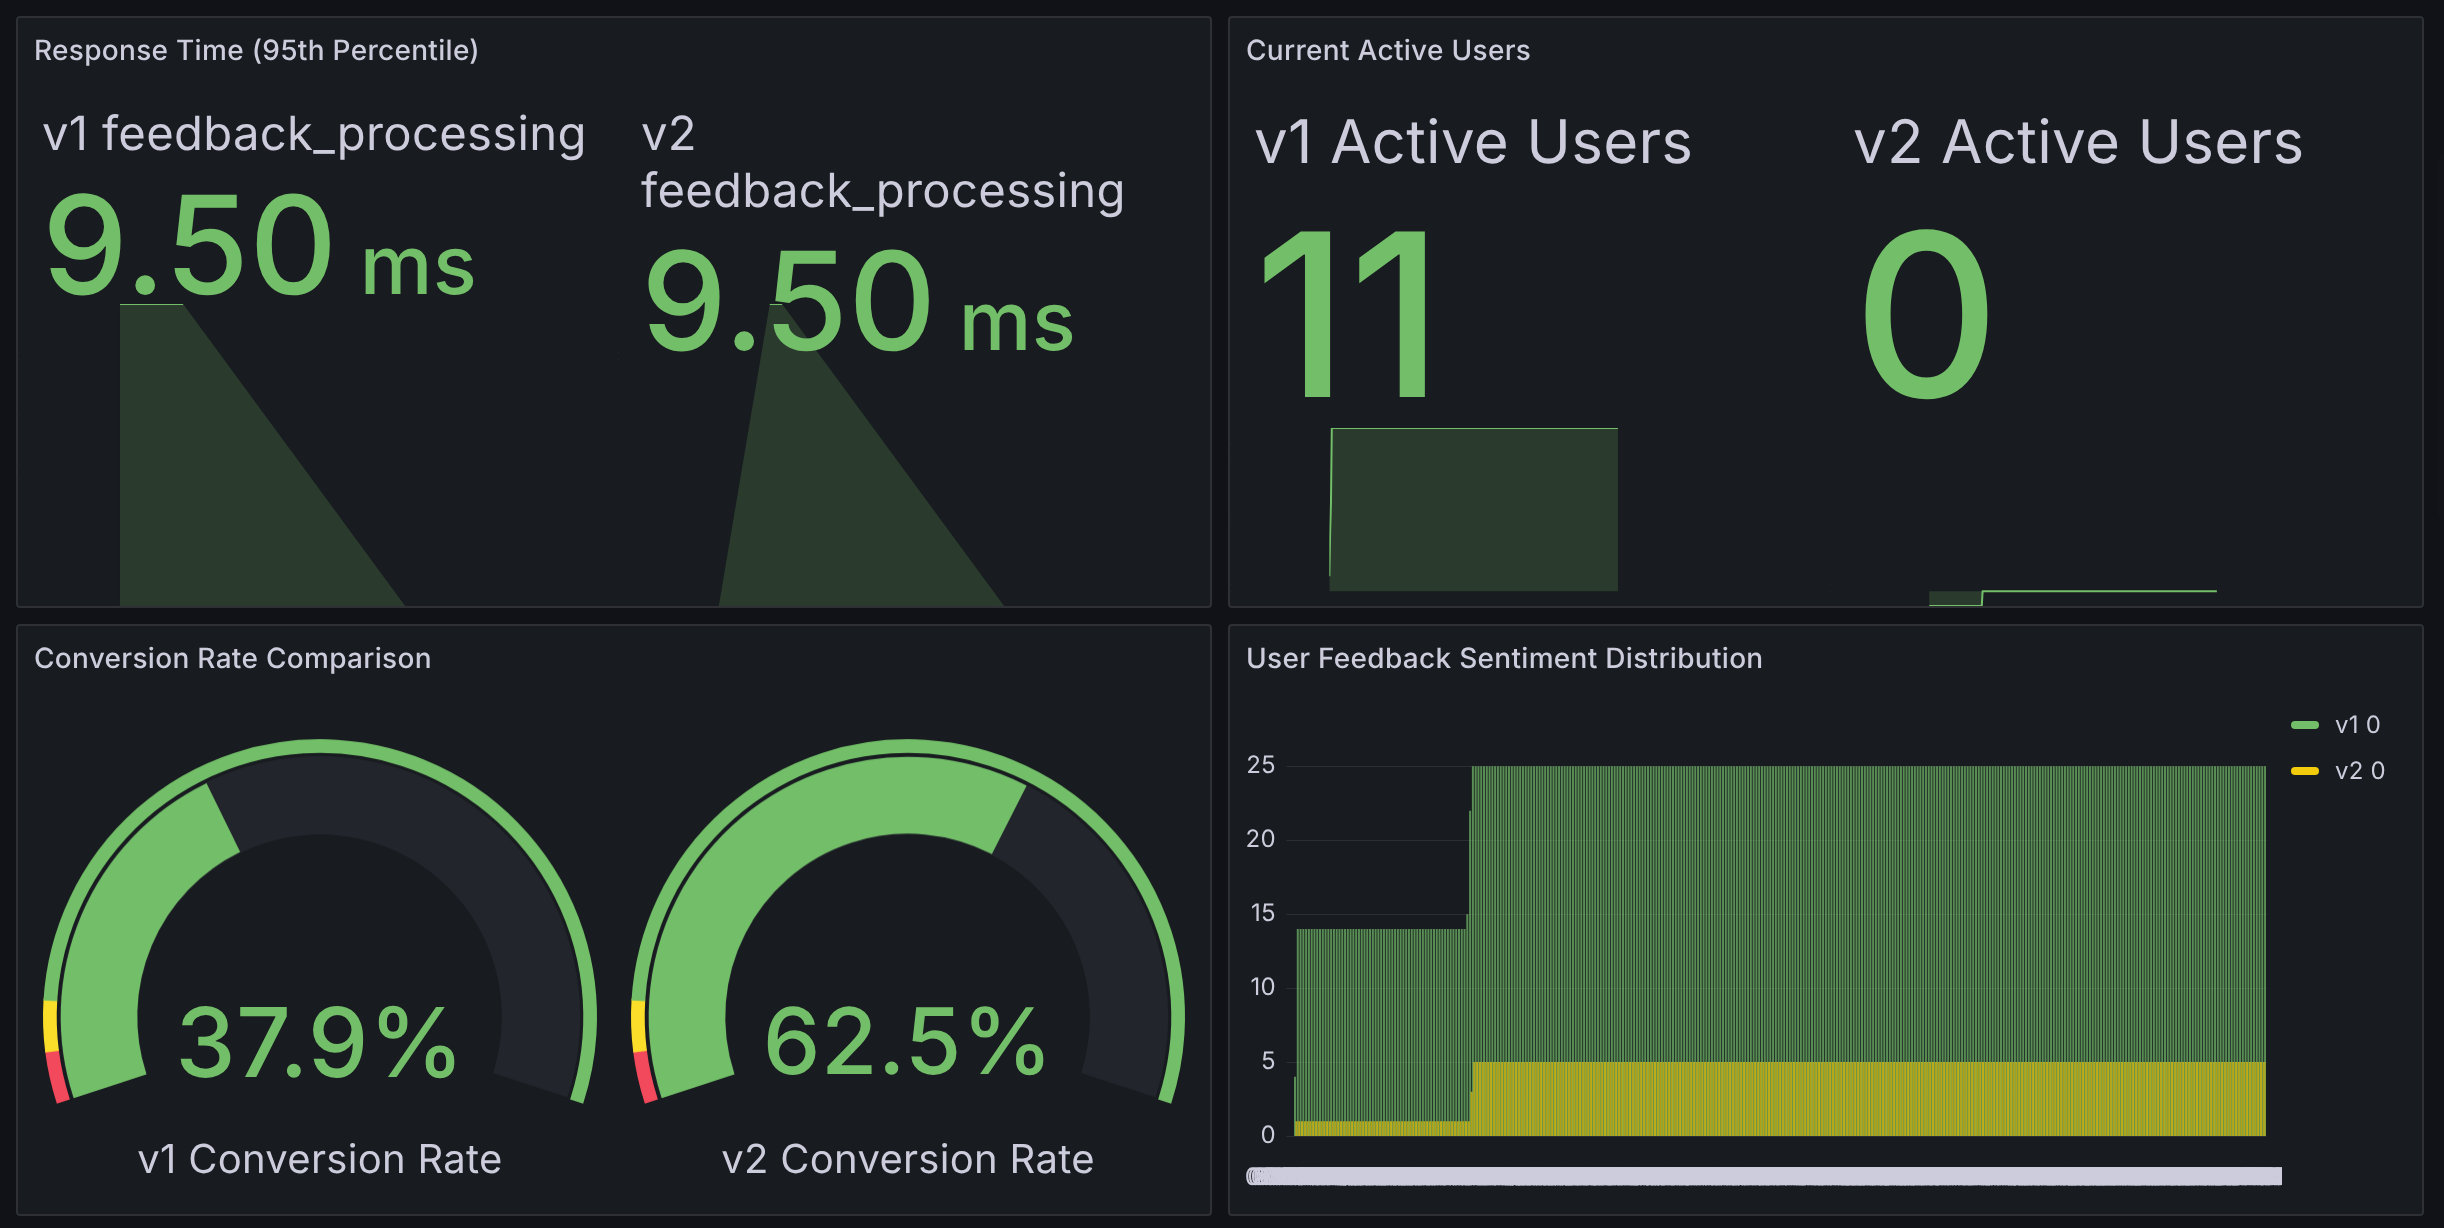 Response Time (95th Percentile)
v1 feedback_processing
9.50 ms
v2
feedback_processing
9.50 ms
Current Active Users
v1 Active Users
11
v2 Active Users
0
Conversion Rate Comparison
37.9%
v1 Conversion Rate
62.5%
v2 Conversion Rate
User Feedback Sentiment Distribution
v1 0
v2 0
25
20
15
10
5
0